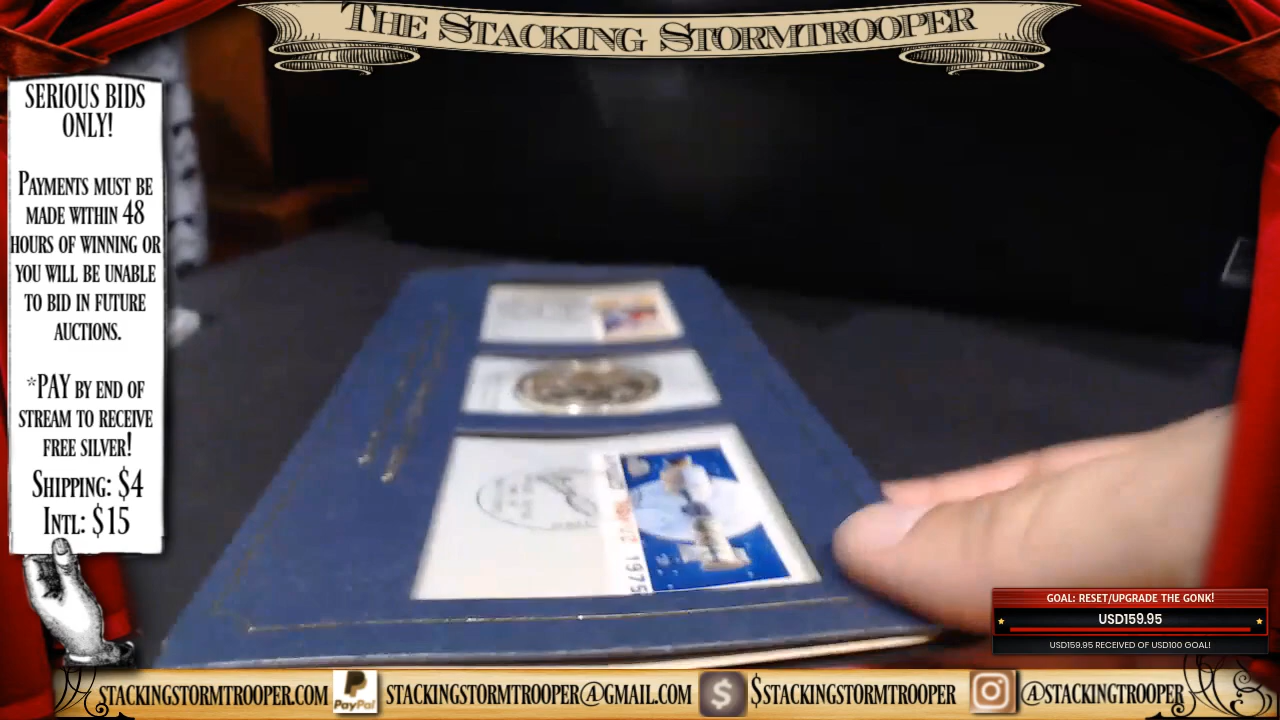 The Stacking Stormtrooper
SERIOUS BIDS
ONLY!
Payments must be
made within 48
hours of winning or
you will be unable
to bid in future
auctions.
*PAY by end of
stream to receive
free silver!
Shipping: $4
Intl: $15
1975
GOAL: RESET/UPGRADE THE GONK!
USD159.95
USD159.95 RECEIVED OF USD100 GOAL!
stackingstormtrooper.com
PayPal
stackingstormtrooper@gmail.com
$
$stackingstormtrooper
@stackingtrooper